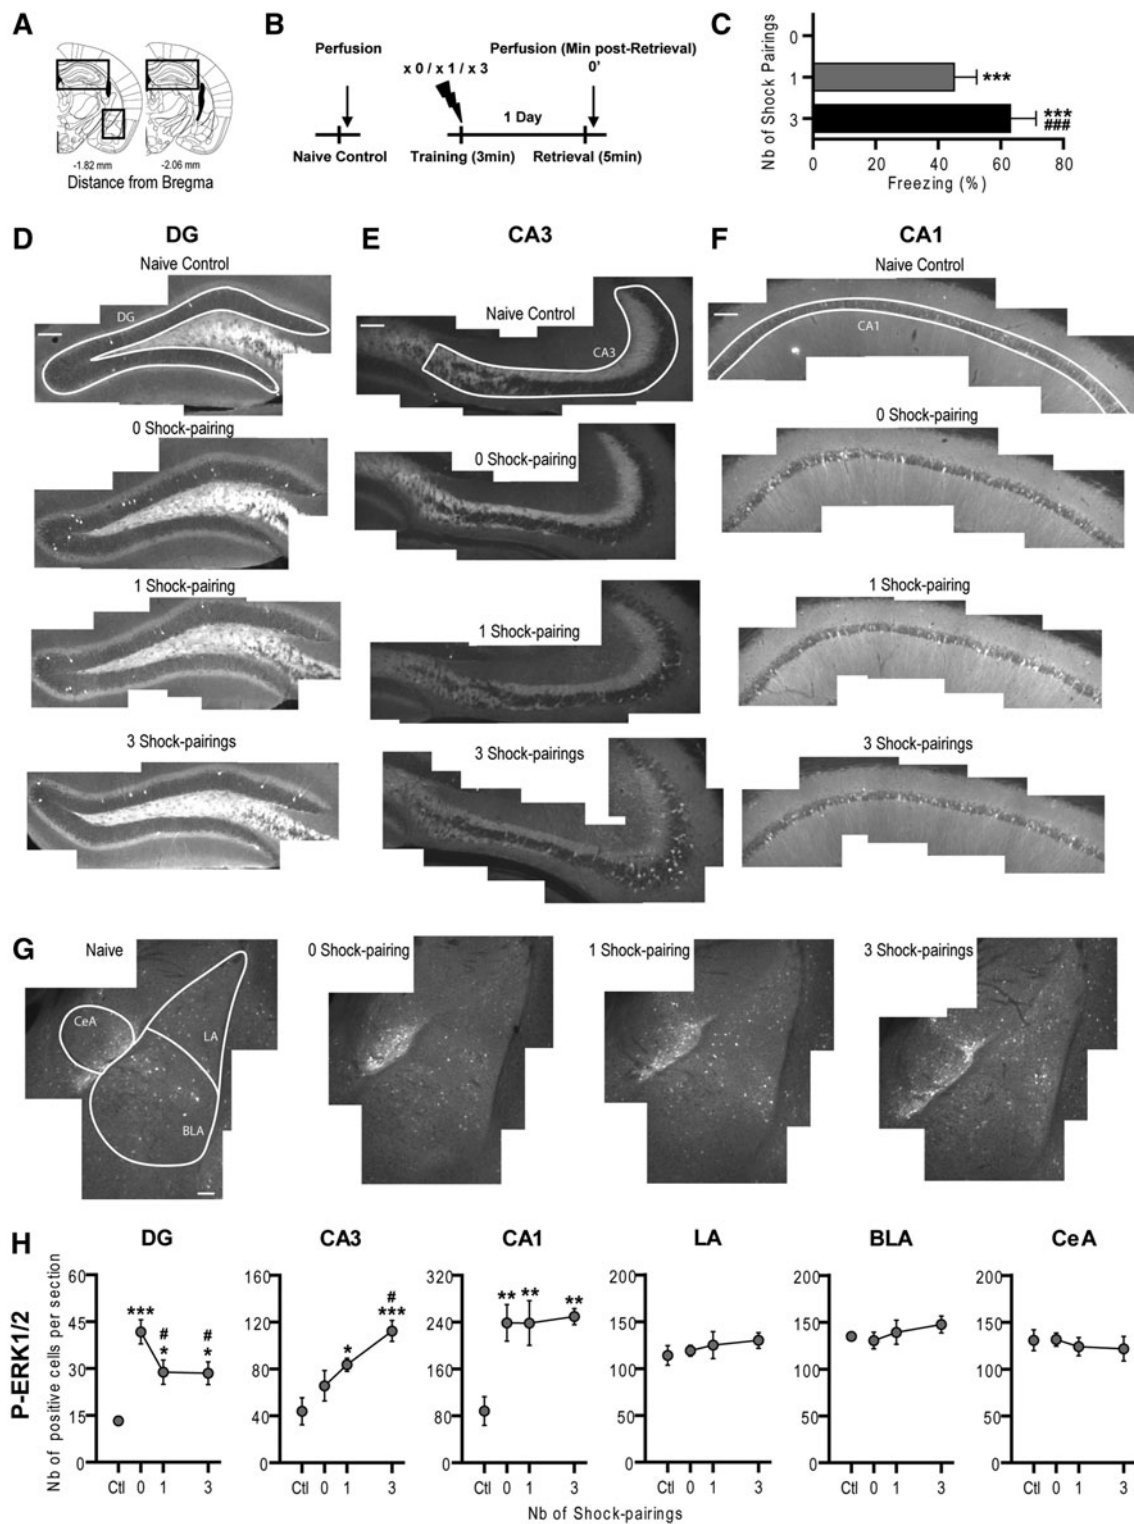 A
-1.82 mm
-2.06 mm
Distance from Bregma
B
Perfusion
Perfusion (Min post-Retrieval)
x 0 / x 1 / x 3
0'
1 Day
Naive Control
Training (3min)
Retrieval (5min)
C
Nb of Shock Pairings
0
1
***
3
***
###
0 20 40 60 80
Freezing (%)
D DG
Naive Control
DG
0 Shock-pairing
1 Shock-pairing
3 Shock-pairings
E CA3
Naive Control
CA3
0 Shock-pairing
1 Shock-pairing
3 Shock-pairings
F CA1
Naive Control
CA1
0 Shock-pairing
1 Shock-pairing
3 Shock-pairings
G
Naive
CeA
LA
BLA
0 Shock-pairing
1 Shock-pairing
3 Shock-pairings
H
P-ERK1/2
Nb of positive cells per section
DG
60
45
30
15
0
***
#
*
#
*
Ctl 0 1 3
CA3
160
120
80
40
0
*
#
***
Ctl 0 1 3
CA1
320
240
160
80
0
**
**
**
Ctl 0 1 3
LA
200
150
100
50
0
Ctl 0 1 3
BLA
200
150
100
50
0
Ctl 0 1 3
CeA
200
150
100
50
0
Ctl 0 1 3
Nb of Shock-pairings